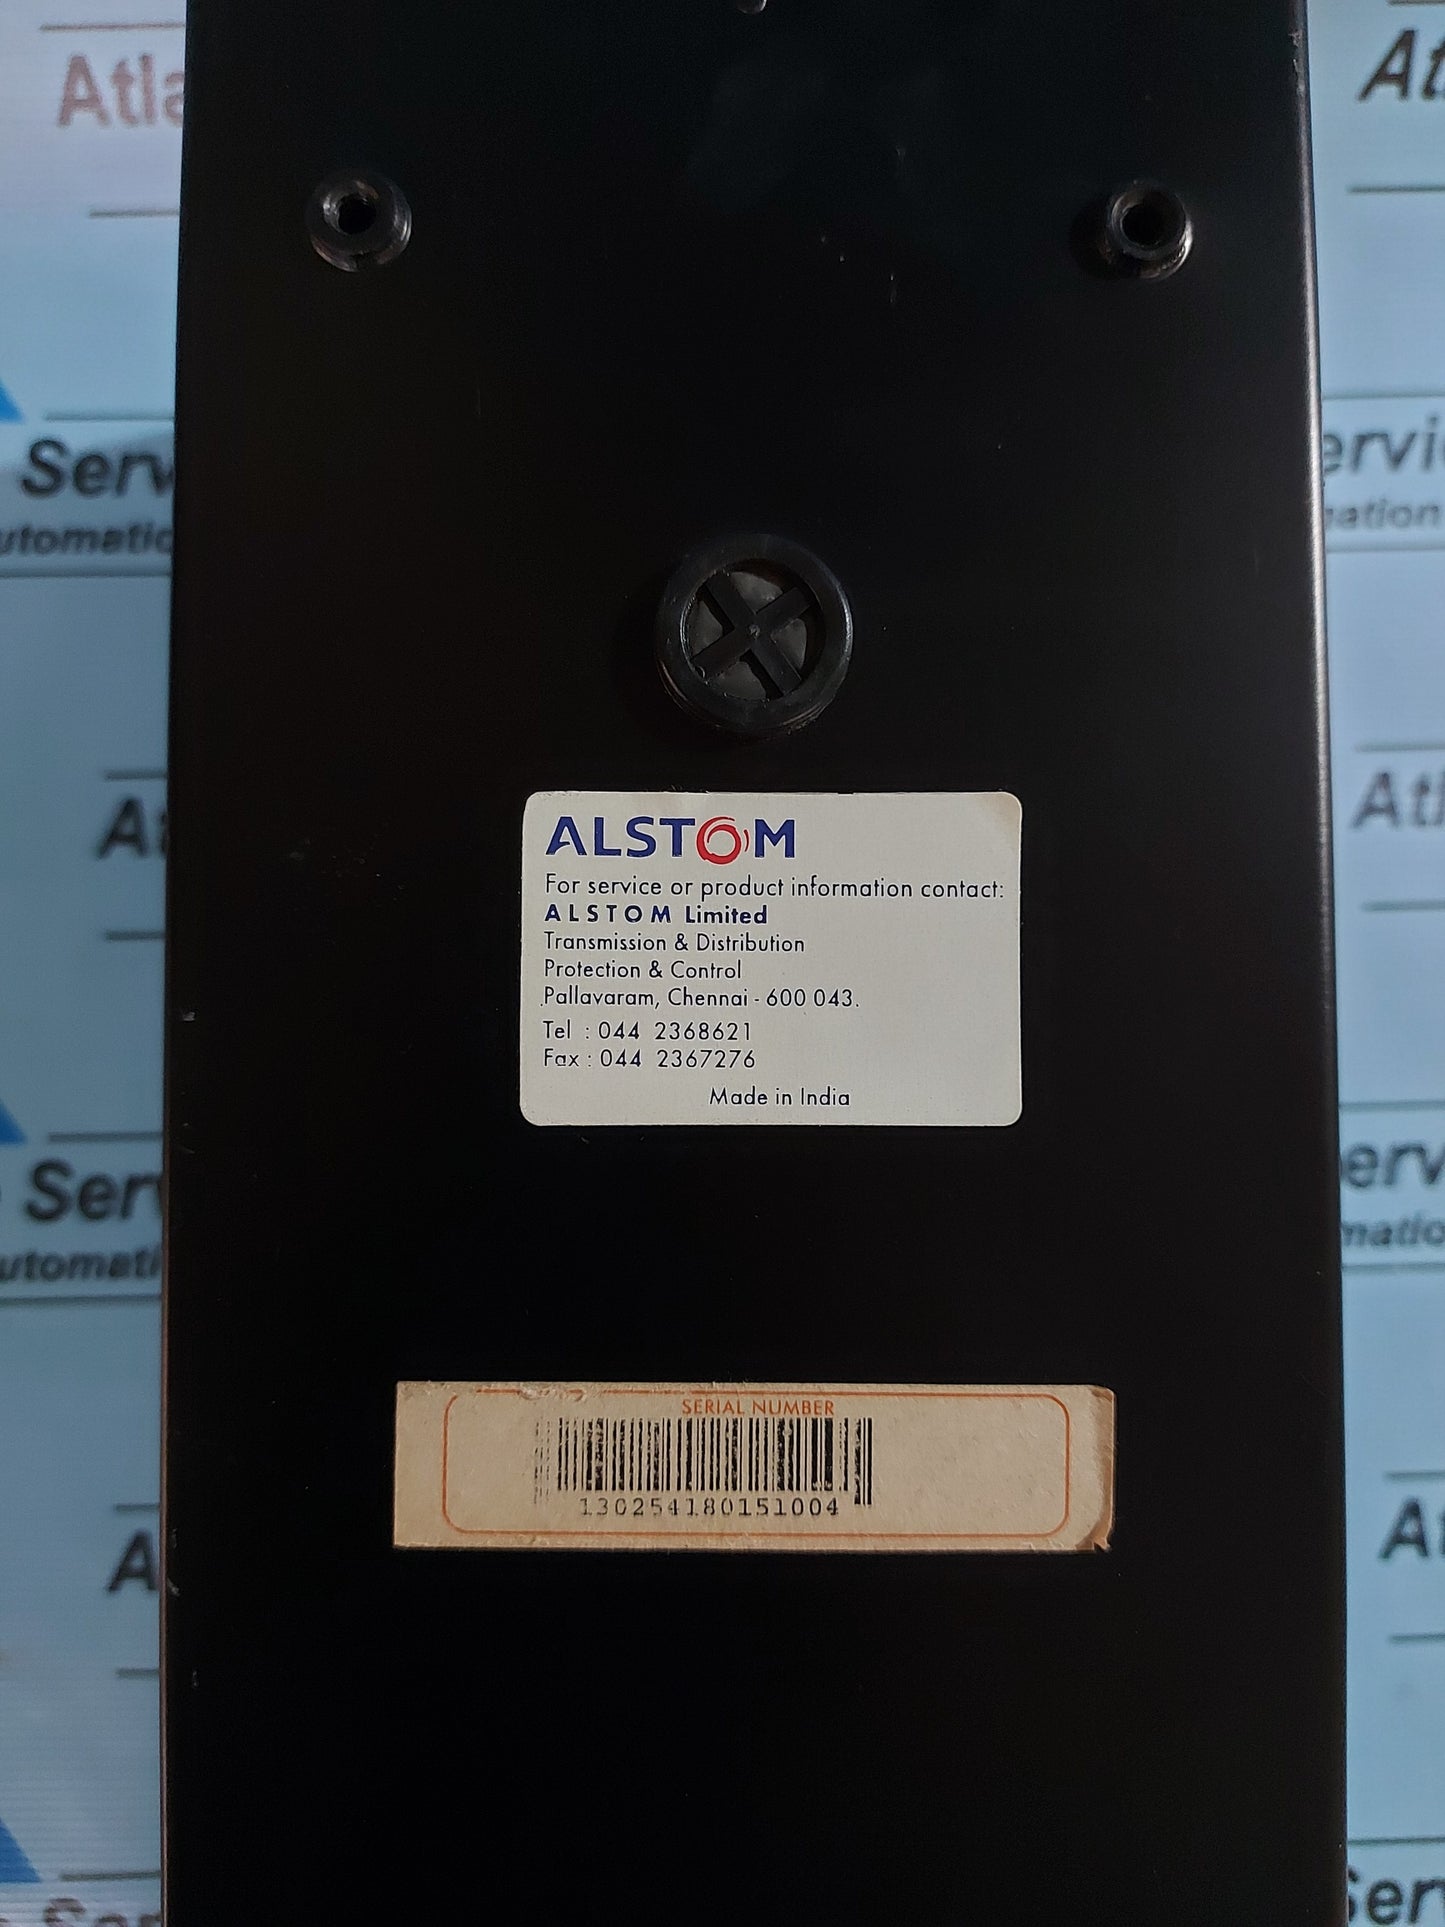 ALSTOM
For service or product information contact:
ALSTOM Limited
Transmission & Distribution
Protection & Control
Pallavaram, Chennai - 600 043.
Tel : 044 2368621
Fax : 044 2367276
Made in India
SERIAL NUMBER
130254180151004